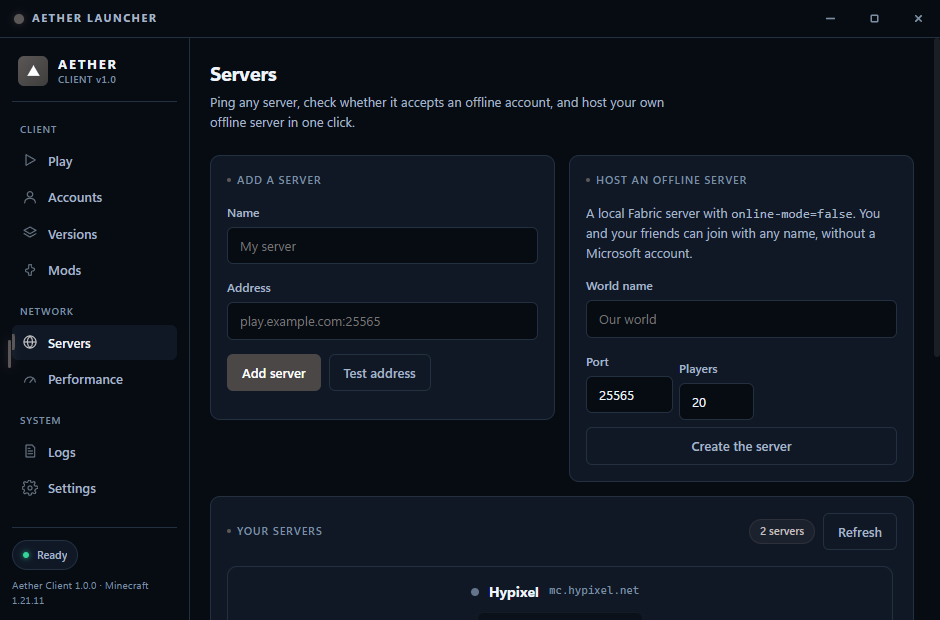 AETHER LAUNCHER
AETHER
CLIENT v1.0
CLIENT
Play
Accounts
Versions
Mods
NETWORK
Servers
Performance
SYSTEM
Logs
Settings
Ready
Aether Client 1.0.0 · Minecraft
1.21.11
Servers
Ping any server, check whether it accepts an offline account, and host your own
offline server in one click.
ADD A SERVER
Name
My server
Address
play.example.com:25565
Add server
Test address
HOST AN OFFLINE SERVER
A local Fabric server with online-mode=false. You
and your friends can join with any name, without a
Microsoft account.
World name
Our world
Port
Players
25565
20
Create the server
YOUR SERVERS
2 servers
Refresh
Hypixel mc.hypixel.net